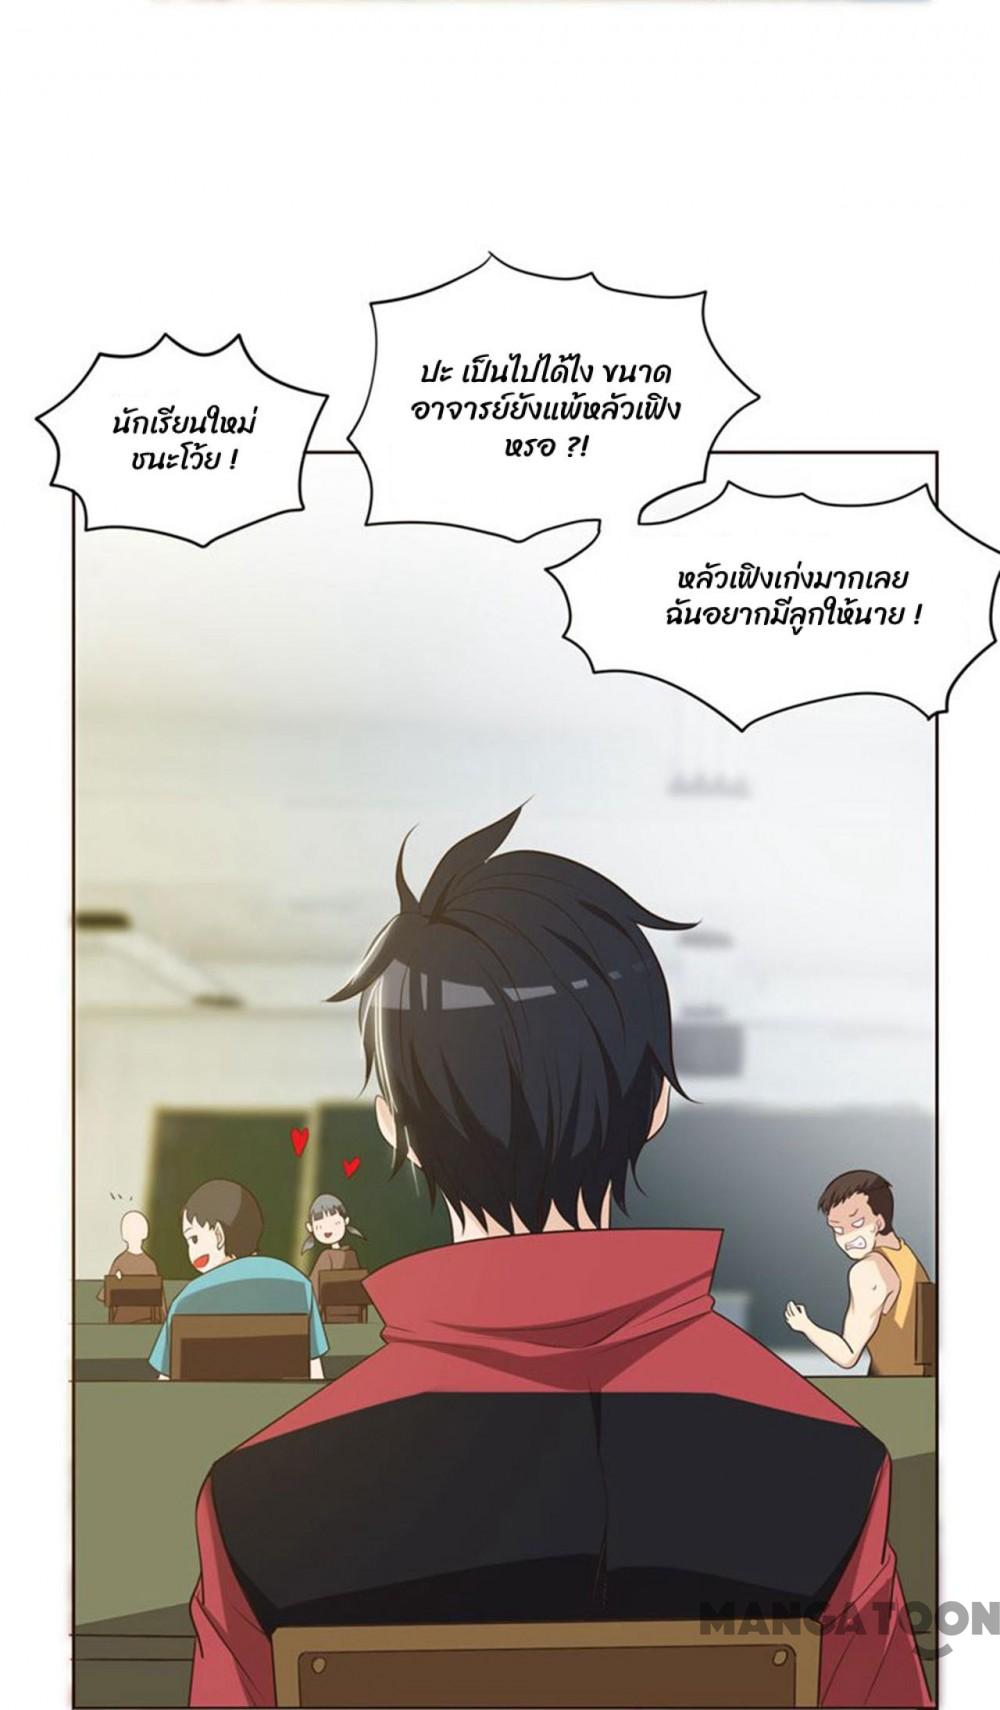 นักเรียนใหม่
ชนะโว้ย !
ปะ เป็นไปได้ไง ขนาด
อาจารย์ยังแพ้หลัวเฟิง
หรอ ?!
หลัวเฟิงเก่งมากเลย
ฉันอยากมีลูกให้นาย !
MANGATOON